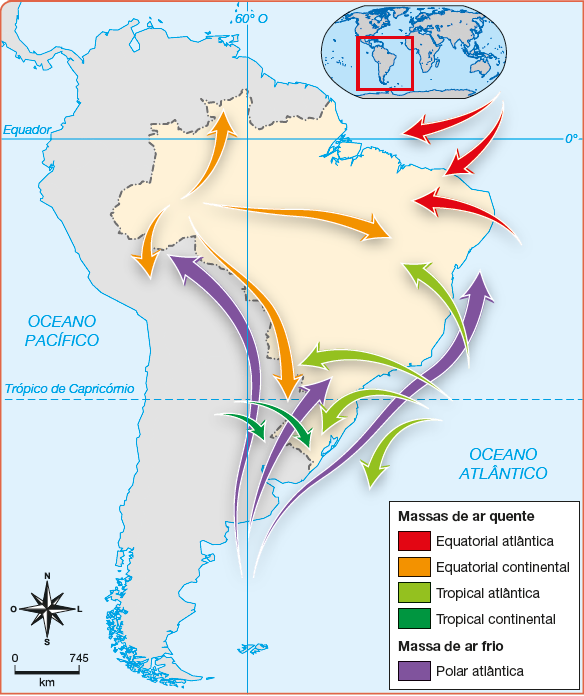 60° O
Equador
0°
OCEANO
PACÍFICO
Trópico de Capricórnio
OCEANO
ATLÂNTICO
Massas de ar quente
Equatorial atlântica
Equatorial continental
Tropical atlântica
Tropical continental
Massa de ar frio
Polar atlântica
N
O
L
S
0
745
km